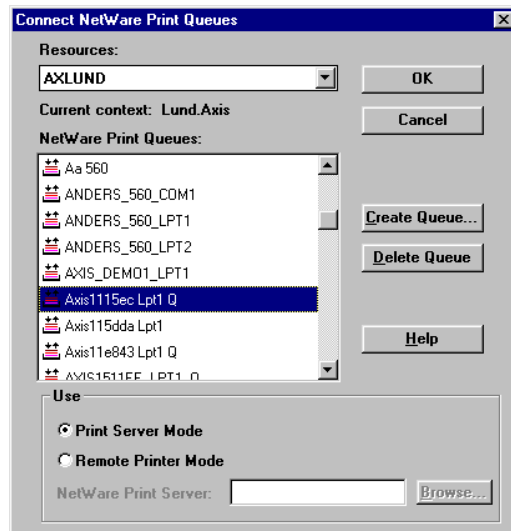 Connect NetWare Print Queues
Resources:
AXLUND
OK
Current context: Lund.Axis
Cancel
NetWare Print Queues:
Aa 560
ANDERS_560_COM1
ANDERS_560_LPT1
Create Queue...
ANDERS_560_LPT2
Delete Queue
AXIS_DEMO1_LPT1
Axis1115ec Lpt1 Q
Axis115dda Lpt1
Help
Axis11e843 Lpt1 Q
AXIS1511EE_LPT1_Q
Use
Print Server Mode
Remote Printer Mode
NetWare Print Server:
Browse...